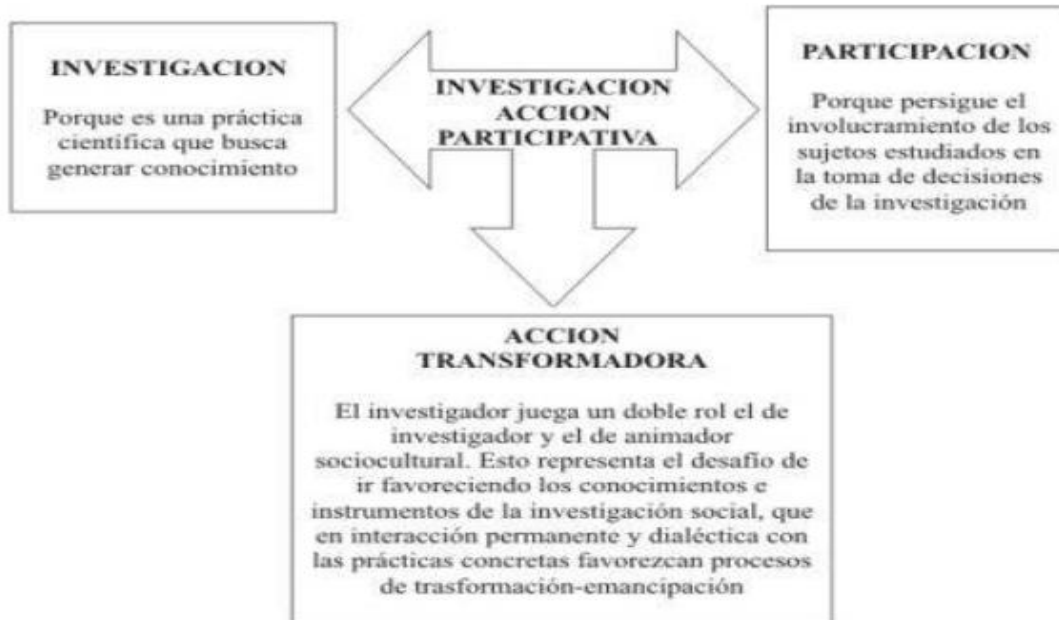 INVESTIGACION
Porque es una práctica
científica que busca
generar conocimiento
INVESTIGACION
ACCION
PARTICIPATIVA
PARTICIPACION
Porque persigue el
involucramiento de los
sujetos estudiados en
la toma de decisiones
de la investigación
ACCION
TRANSFORMADORA
El investigador juega un doble rol el de
investigador y el de animador
sociocultural. Esto representa el desafío de
ir favoreciendo los conocimientos e
instrumentos de la investigación social, que
en interacción permanente y dialéctica con
las prácticas concretas favorezcan procesos
de trasformación-emancipación